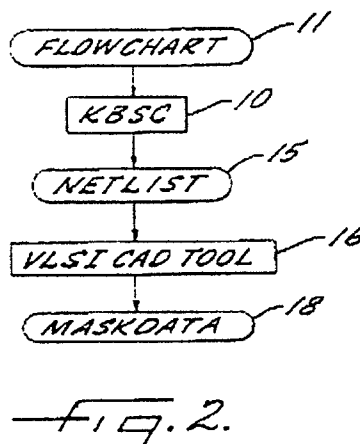 FLOWCHART 11
KBSC 10
NETLIST 15
VLSI CAD TOOL 16
MASKDATA 18
Fig. 2.